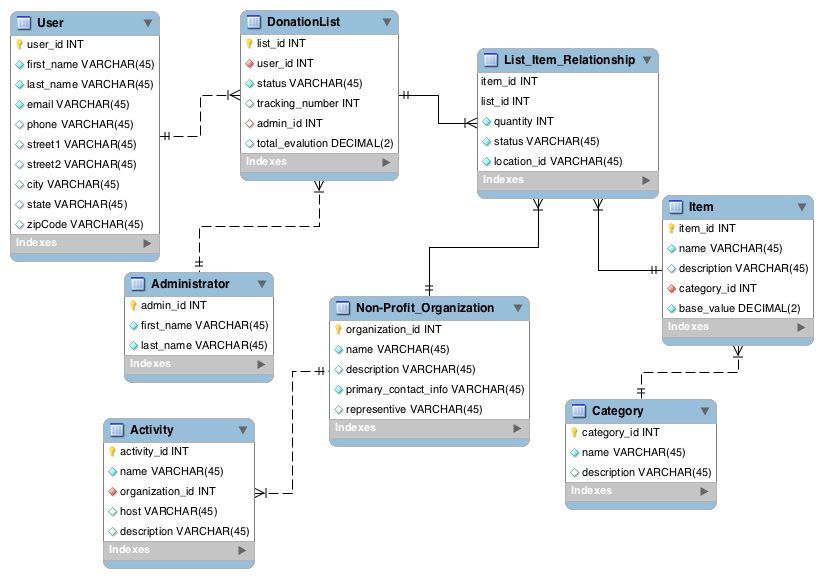 User
user_id INT
first_name VARCHAR(45)
last_name VARCHAR(45)
email VARCHAR(45)
phone VARCHAR(45)
street1 VARCHAR(45)
street2 VARCHAR(45)
city VARCHAR(45)
state VARCHAR(45)
zipCode VARCHAR(45)
Indexes
DonationList
list_id INT
user_id INT
status VARCHAR(45)
tracking_number INT
admin_id INT
total_evalution DECIMAL(2)
Indexes
List_Item_Relationship
item_id INT
list_id INT
quantity INT
status VARCHAR(45)
location_id VARCHAR(45)
Indexes
Item
item_id INT
name VARCHAR(45)
description VARCHAR(45)
category_id INT
base_value DECIMAL(2)
Indexes
Administrator
admin_id INT
first_name VARCHAR(45)
last_name VARCHAR(45)
Indexes
Non-Profit_Organization
organization_id INT
name VARCHAR(45)
description VARCHAR(45)
primary_contact_info VARCHAR(45)
representive VARCHAR(45)
Indexes
Category
category_id INT
name VARCHAR(45)
description VARCHAR(45)
Indexes
Activity
activity_id INT
name VARCHAR(45)
organization_id INT
host VARCHAR(45)
description VARCHAR(45)
Indexes